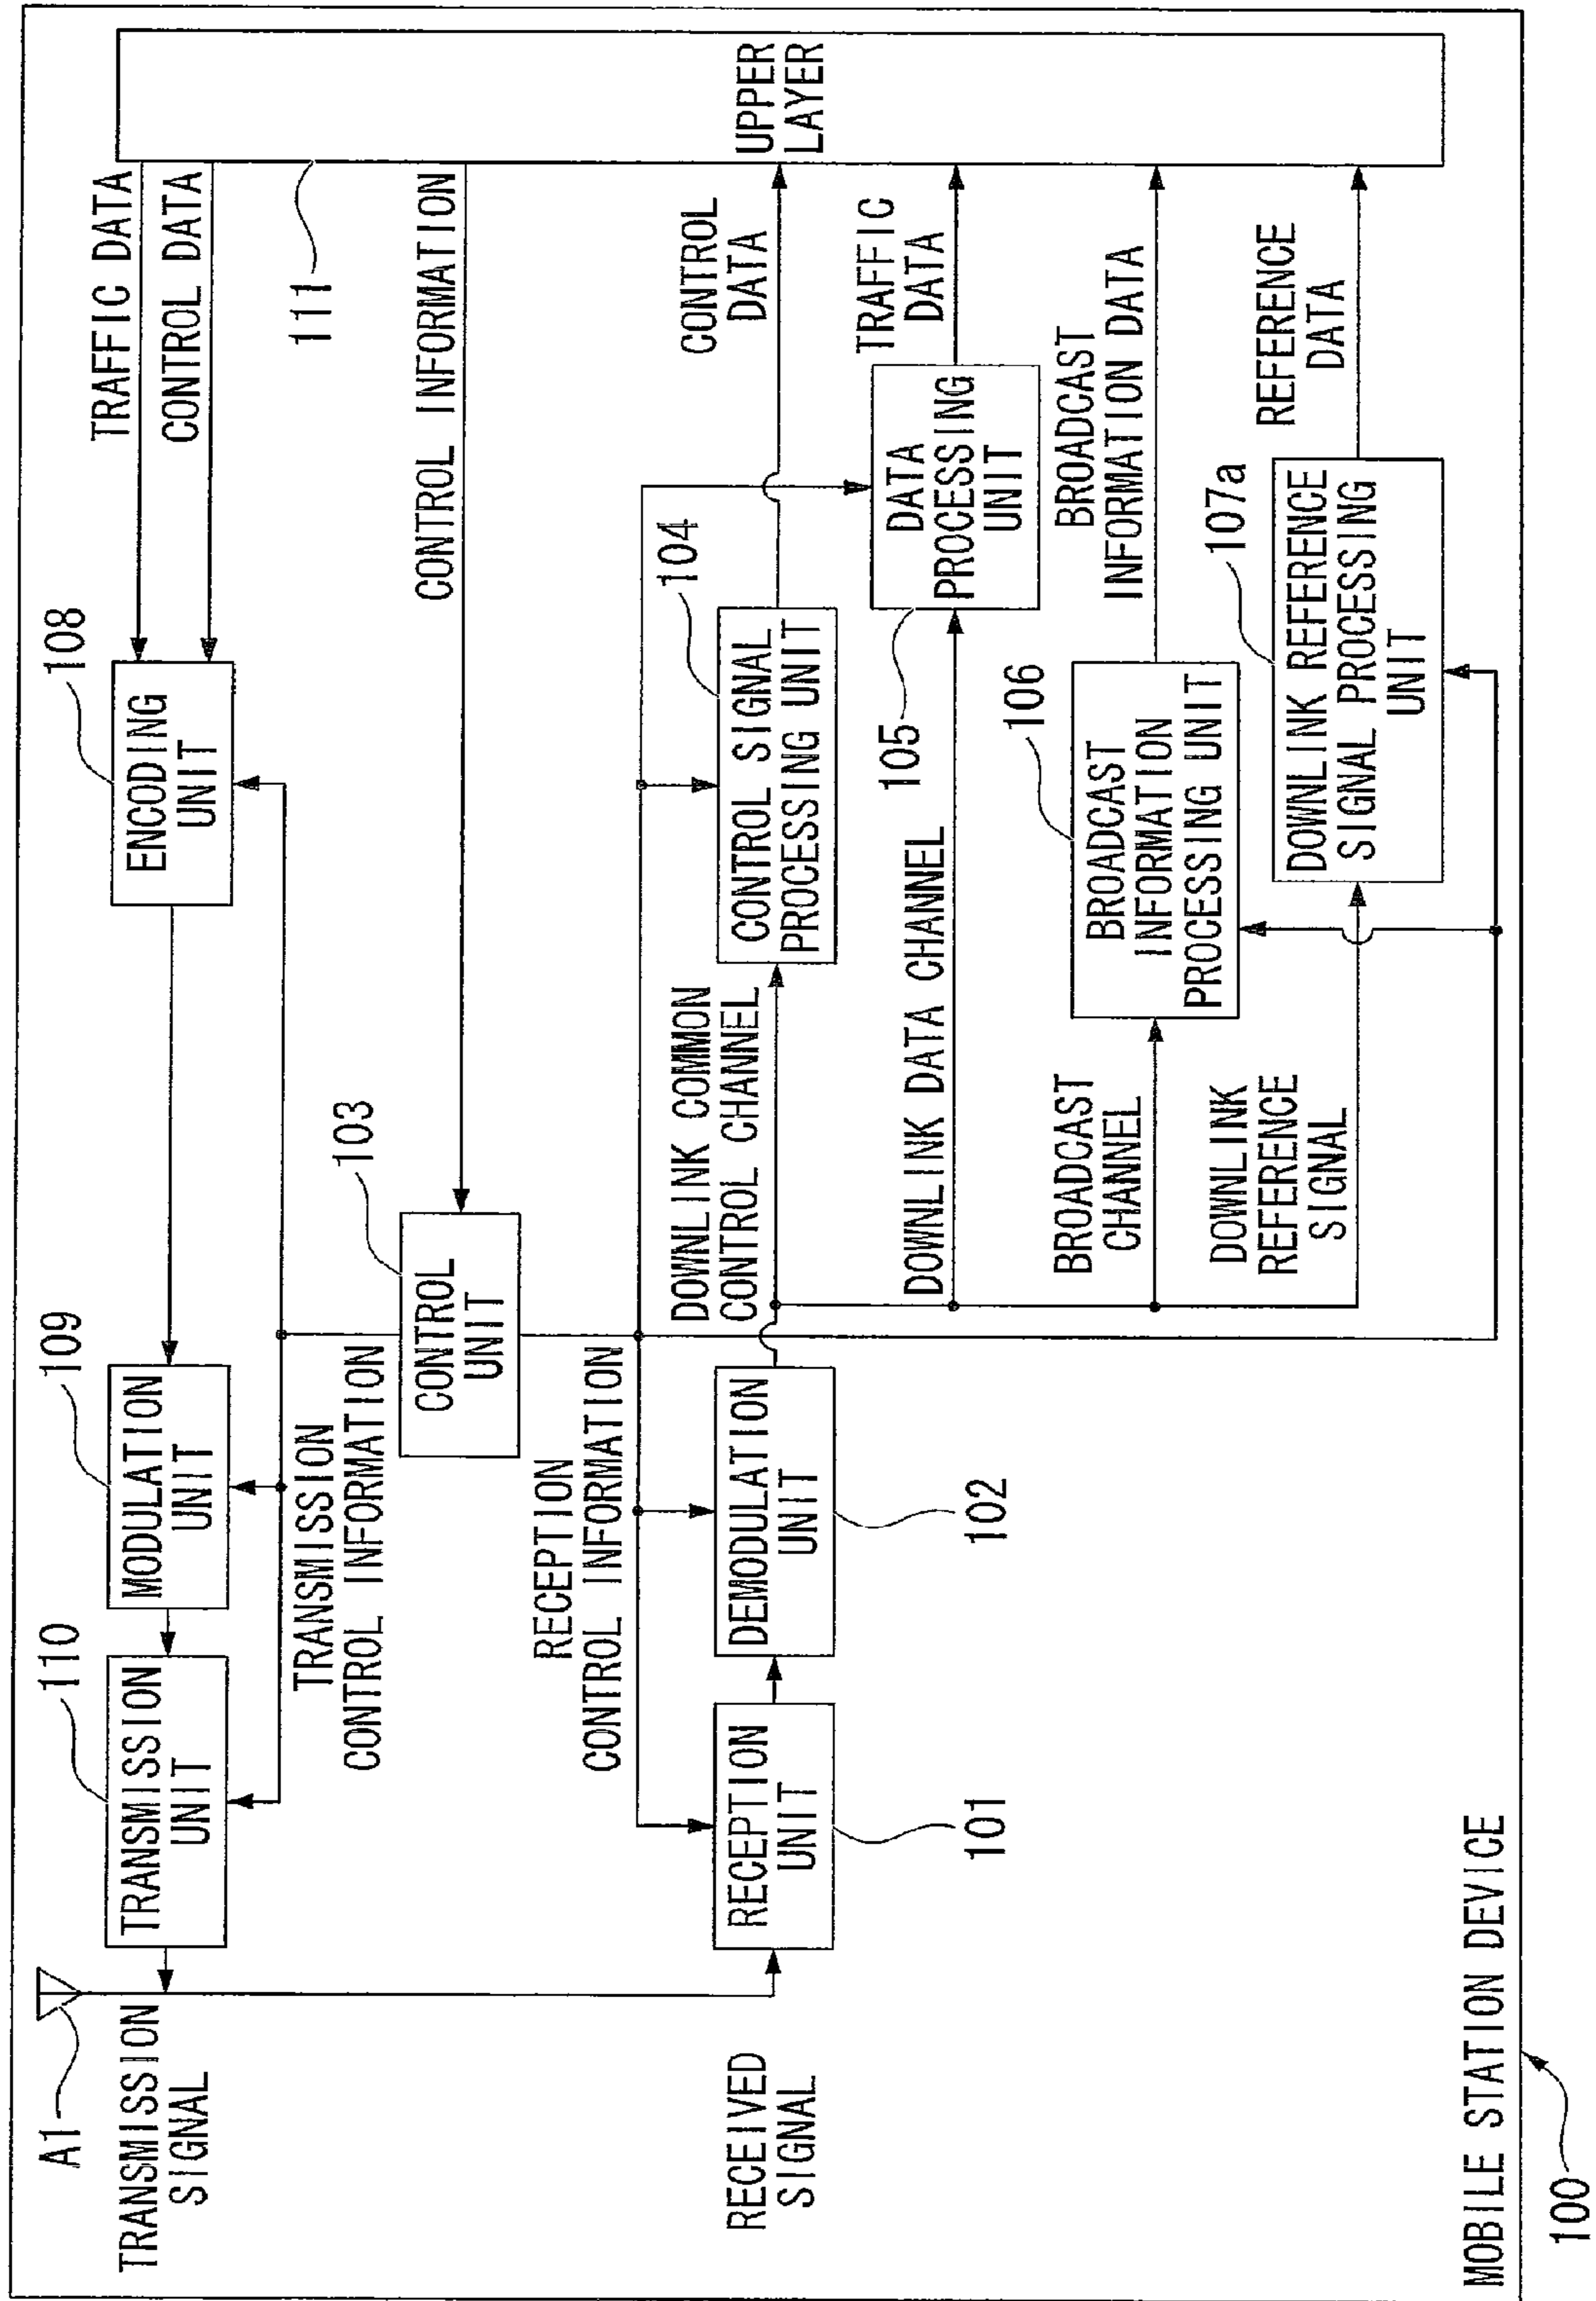 A1
TRANSMISSION
SIGNAL
110
TRANSMISSION
UNIT
109
MODULATION
UNIT
108
ENCODING
UNIT
TRAFFIC DATA
CONTROL DATA
111
UPPER
LAYER
TRANSMISSION
CONTROL INFORMATION
103
CONTROL
UNIT
CONTROL INFORMATION
RECEPTION
CONTROL INFORMATION
RECEIVED
SIGNAL
RECEPTION
UNIT
101
DEMODULATION
UNIT
102
DOWNLINK COMMON
CONTROL CHANNEL
104
CONTROL SIGNAL
PROCESSING UNIT
CONTROL
DATA
DOWNLINK DATA CHANNEL
105
DATA
PROCESSING
UNIT
TRAFFIC
DATA
BROADCAST
CHANNEL
106
BROADCAST
INFORMATION
PROCESSING UNIT
BROADCAST
INFORMATION DATA
DOWNLINK
REFERENCE
SIGNAL
107a
DOWNLINK REFERENCE
SIGNAL PROCESSING
UNIT
REFERENCE
DATA
MOBILE STATION DEVICE
100